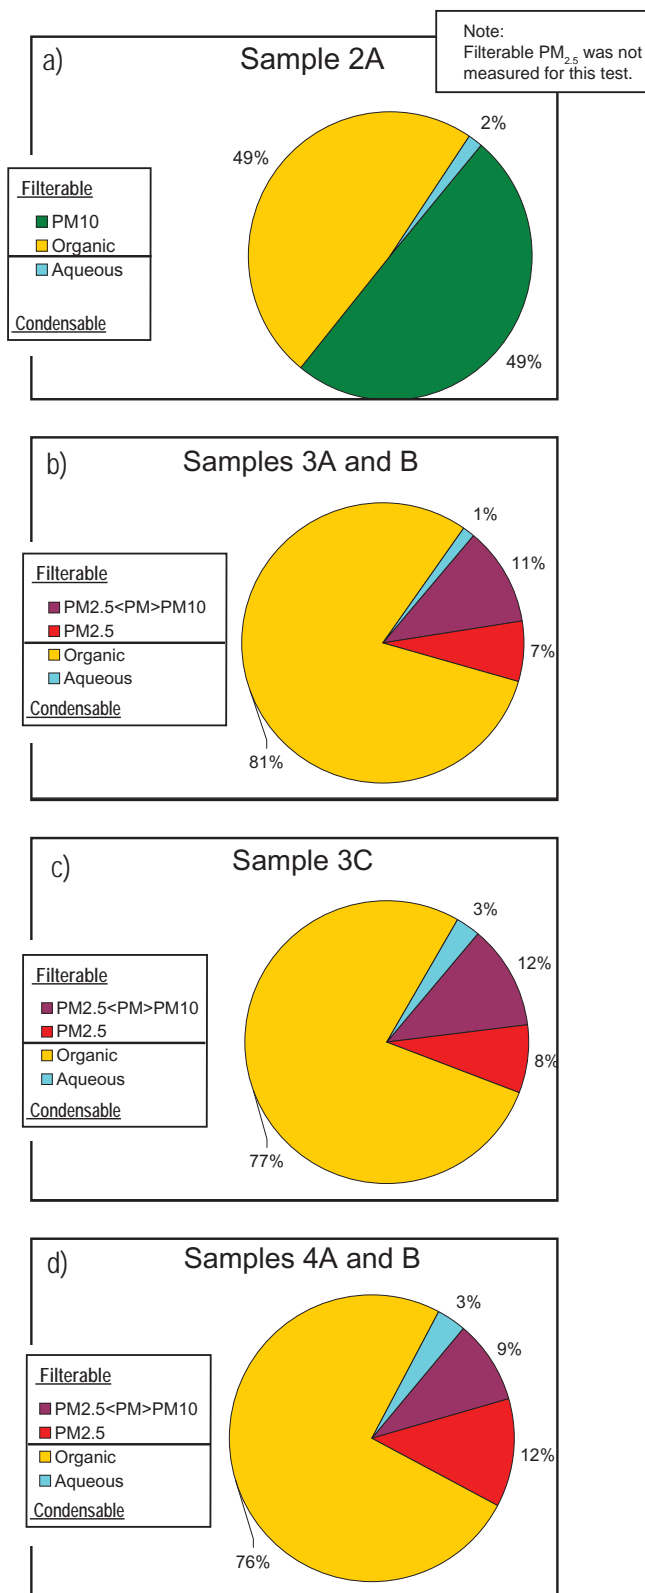 Note:
Filterable PM2.5 was not
measured for this test.
a)
Sample 2A
2%
49%
Filterable
PM10
Organic
Aqueous
Condensable
49%
b)
Samples 3A and B
1%
11%
Filterable
PM2.5<PM>PM10
PM2.5
Organic
Aqueous
Condensable
7%
81%
c)
Sample 3C
3%
12%
Filterable
PM2.5<PM>PM10
PM2.5
Organic
Aqueous
Condensable
8%
77%
d)
Samples 4A and B
3%
9%
Filterable
PM2.5<PM>PM10
PM2.5
Organic
Aqueous
Condensable
12%
76%